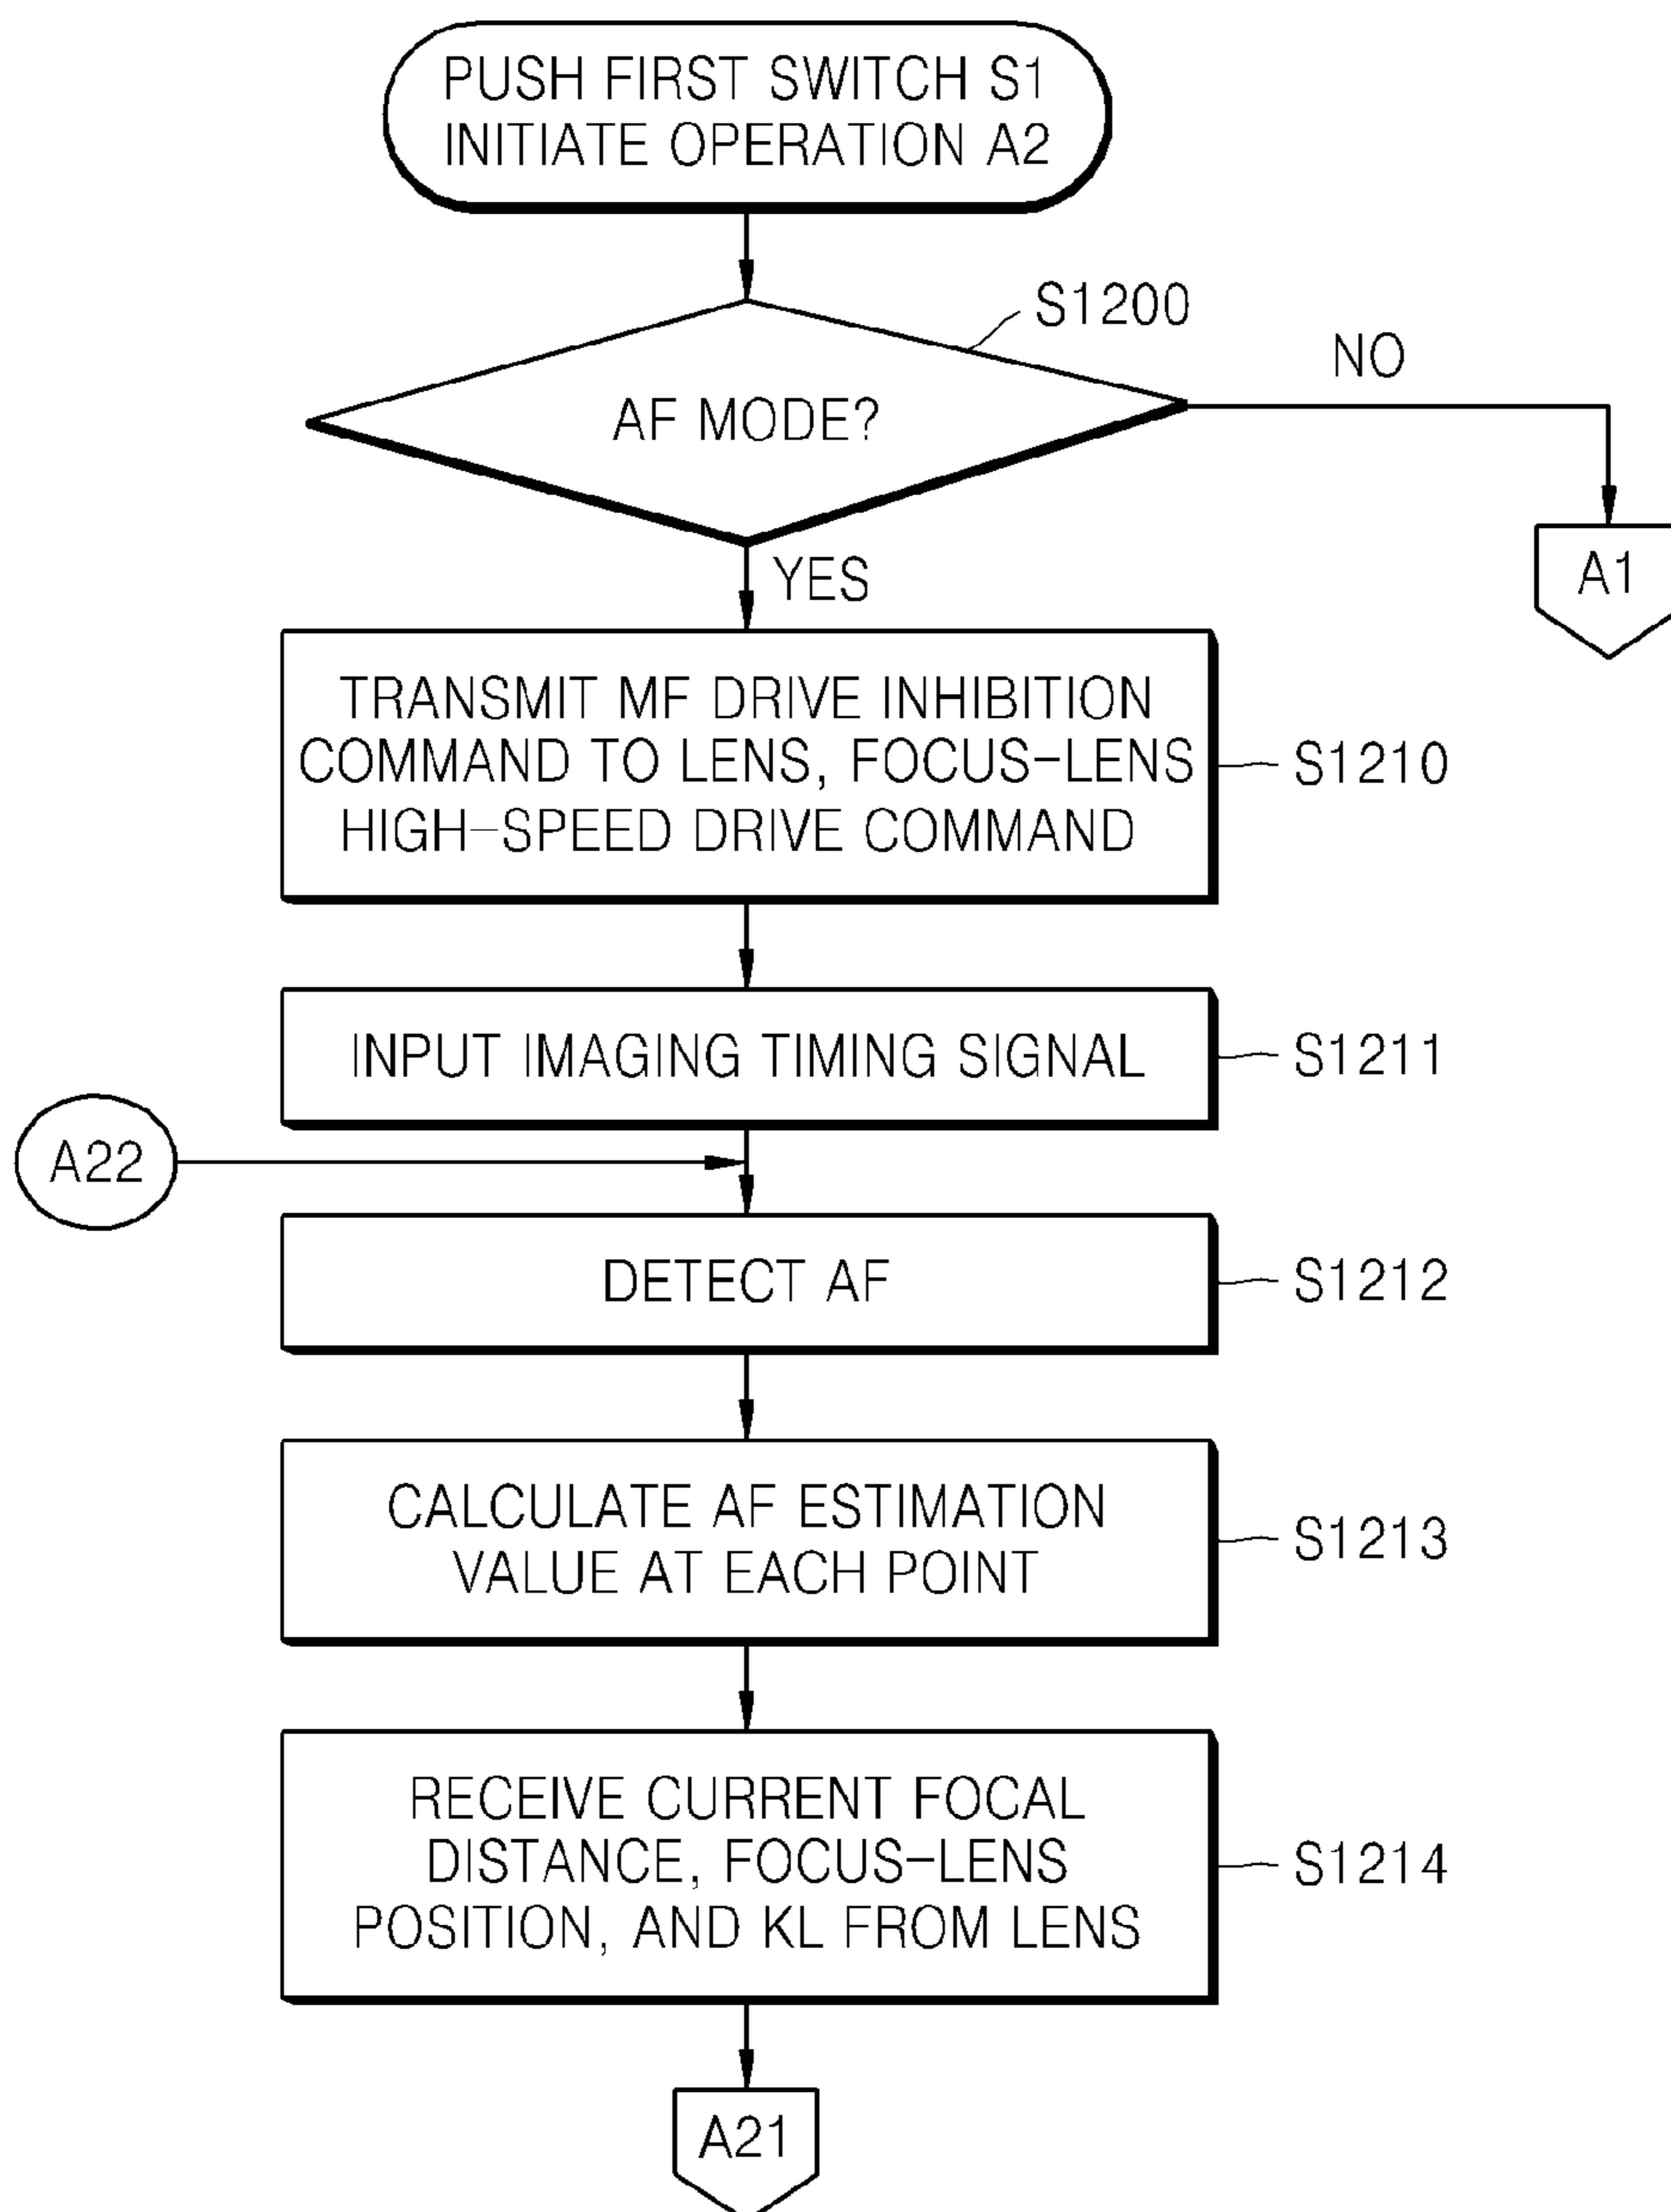 PUSH FIRST SWITCH S1
INITIATE OPERATION A2
S1200
NO
AF MODE?
A1
YES
TRANSMIT MF DRIVE INHIBITION
COMMAND TO LENS, FOCUS-LENS
HIGH-SPEED DRIVE COMMAND
S1210
INPUT IMAGING TIMING SIGNAL
S1211
A22
DETECT AF
S1212
CALCULATE AF ESTIMATION
VALUE AT EACH POINT
S1213
RECEIVE CURRENT FOCAL
DISTANCE, FOCUS-LENS
POSITION, AND KL FROM LENS
S1214
A21